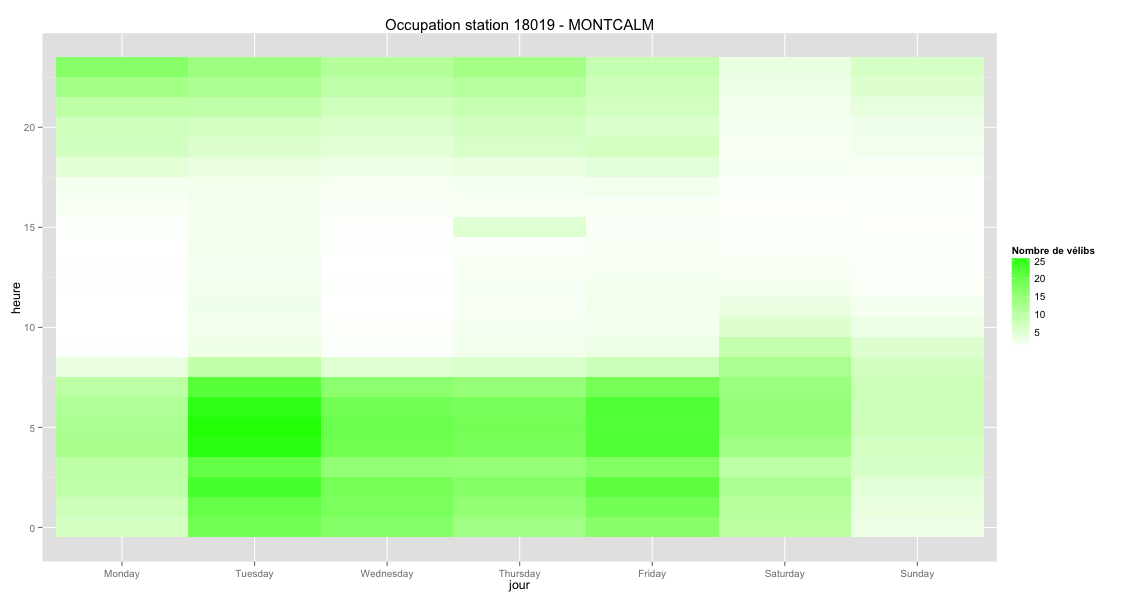 Occupation station 18019 - MONTCALM
heure
20
15
10
5
0
Monday Tuesday Wednesday Thursday Friday Saturday Sunday
jour
Nombre de vélibs
25
20
15
10
5